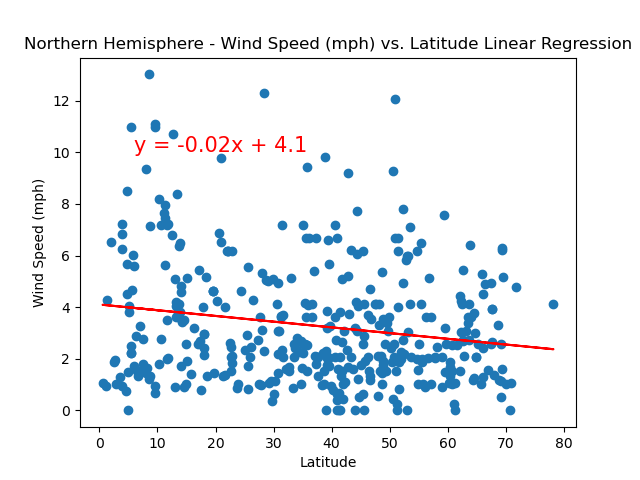 Northern Hemisphere - Wind Speed (mph) vs. Latitude Linear Regression
12
10
8
6
4
2
0
Wind Speed (mph)
y = -0.02x + 4.1
0 10 20 30 40 50 60 70 80
Latitude